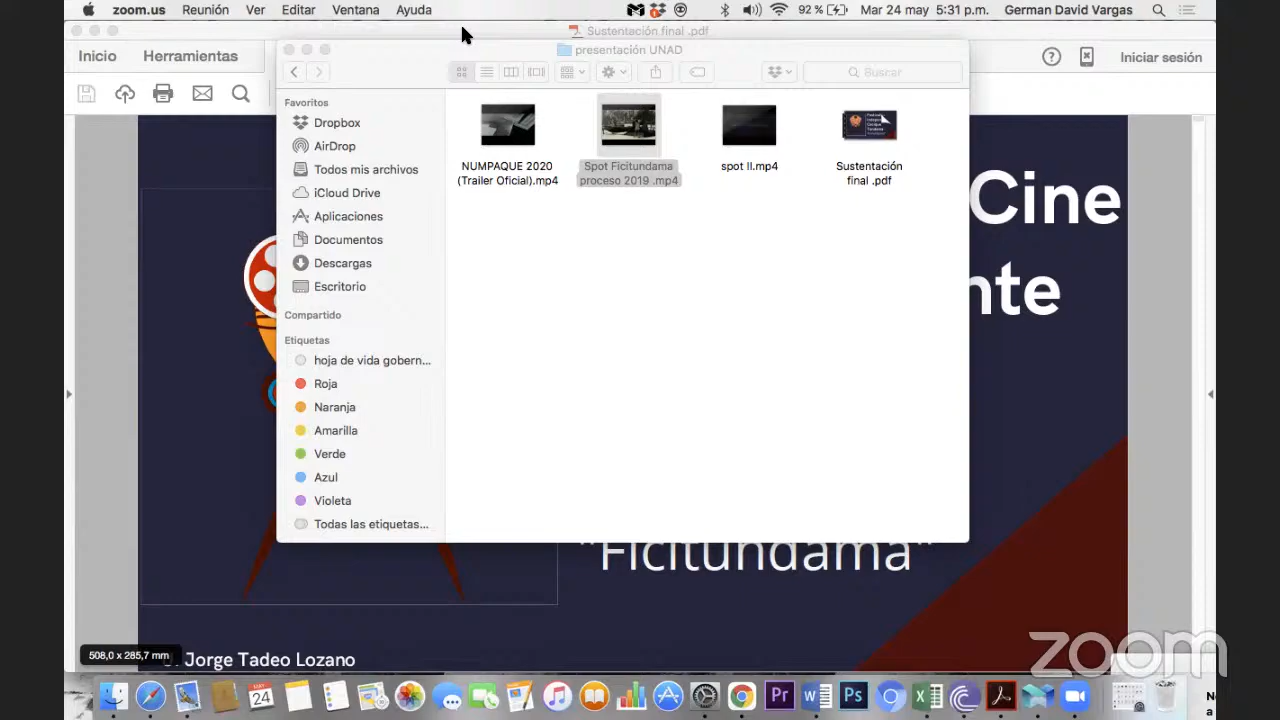 zoom.us Reunión Ver Editar Ventana Ayuda 92 % Mar 24 may 5:31 p.m. German David Vargas
Sustentación final .pdf
presentación UNAD
Inicio Herramientas
Iniciar sesión
Buscar
Favoritos
Dropbox
AirDrop
Todos mis archivos
iCloud Drive
Aplicaciones
Documentos
Descargas
Escritorio
Compartido
Etiquetas
hoja de vida gobern...
Roja
Naranja
Amarilla
Verde
Azul
Violeta
Todas las etiquetas...
NUMPAQUE 2020
(Trailer Oficial).mp4
Spot Ficitundama
proceso 2019 .mp4
spot II.mp4
Sustentación
final .pdf
Cine
nte
"Ficitundama"
508,0 x 285,7 mm
Jorge Tadeo Lozano
zoom
MAY
24
Pr
W
Ps
X